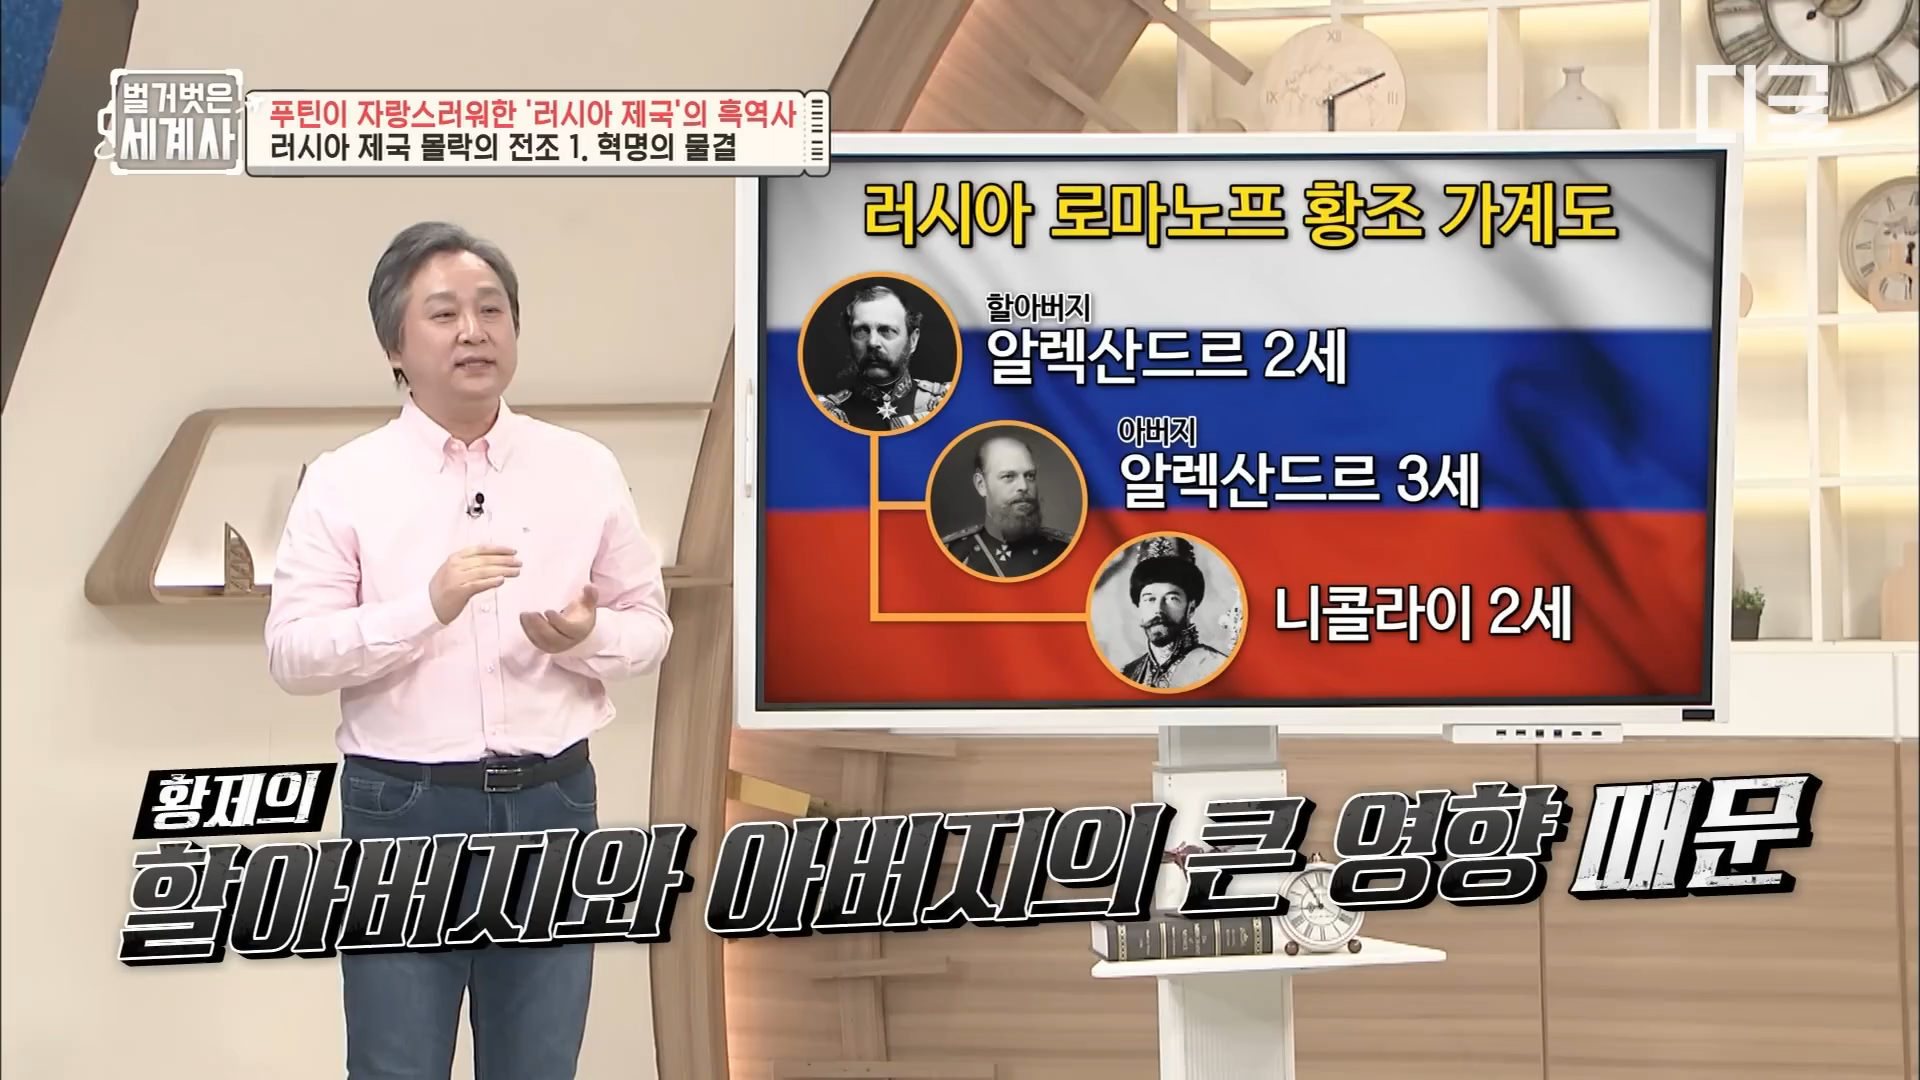 벌거벗은
세계사
푸틴이 자랑스러워한 '러시아 제국'의 흑역사
러시아 제국 몰락의 전조 1. 혁명의 물결
디글
러시아 로마노프 황조 가계도
할아버지
알렉산드르 2세
아버지
알렉산드르 3세
니콜라이 2세
황제의
할아버지와 아버지의 큰 영향 때문